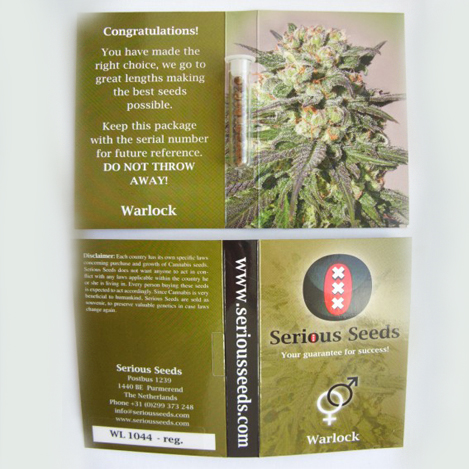 Congratulations!
You have made the
right choice, we go to
great lengths making
the best seeds
possible.
Keep this package
with the serial number
for future reference.
DO NOT THROW
AWAY!
Warlock
Disclaimer: Each country has its own specific laws
concerning purchase and growth of Cannabis seeds.
Serious Seeds does not want anyone to act in con-
flict with any laws applicable within the country he
or she is living in. Every person buying these seeds
is expected to act accordingly. Since Cannabis is very
beneficial to humankind, Serious Seeds are sold as
souvenir, to preserve valuable genetics in case laws
change again.
Serious Seeds
Postbus 1239
1440 BE Purmerend
The Netherlands
Phone +31 (0)299 373 248
info@seriousseeds.com
www.seriousseeds.com
WL 1044 - reg.
www.seriousseeds.com
Serious Seeds
Your guarantee for success!
Warlock